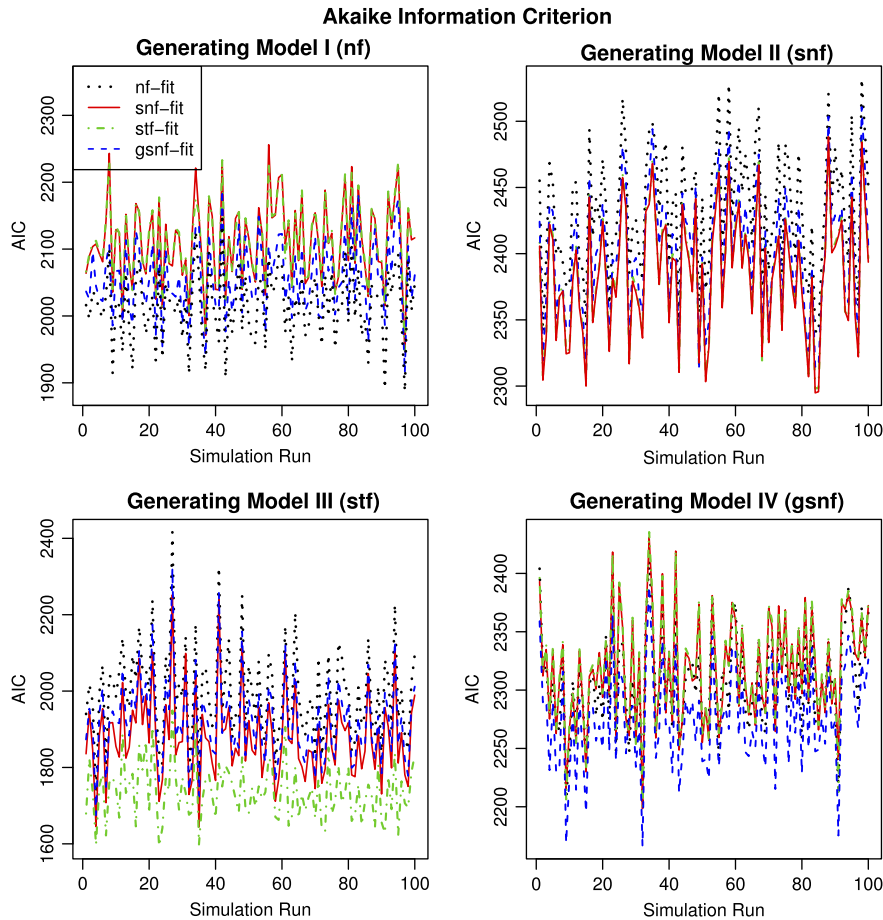 Akaike Information Criterion
Generating Model I (nf)
nf−fit
snf−fit
stf−fit
gsnf−fit
AIC
1900 2000 2100 2200 2300
0 20 40 60 80 100
Simulation Run
Generating Model II (snf)
AIC
2300 2350 2400 2450 2500
0 20 40 60 80 100
Simulation Run
Generating Model III (stf)
AIC
1600 1800 2000 2200 2400
0 20 40 60 80 100
Simulation Run
Generating Model IV (gsnf)
AIC
2200 2250 2300 2350 2400
0 20 40 60 80 100
Simulation Run